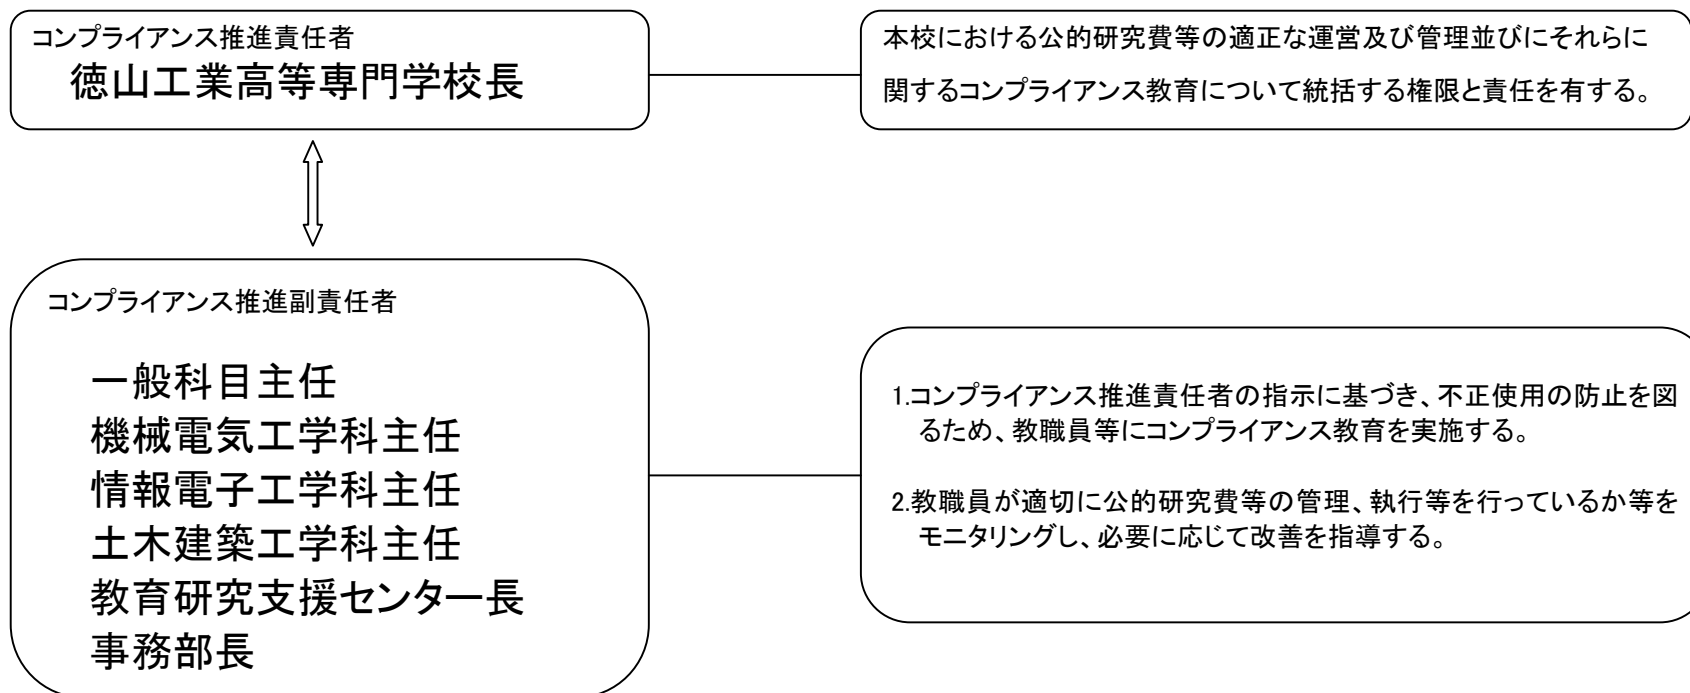 コンプライアンス推進責任者
徳山工業高等専門学校長
本校における公的研究費等の適正な運営及び管理並びにそれらに
関するコンプライアンス教育について統括する権限と責任を有する。
コンプライアンス推進副責任者
一般科目主任
機械電気工学科主任
情報電子工学科主任
土木建築工学科主任
教育研究支援センター長
事務部長
1.コンプライアンス推進責任者の指示に基づき、不正使用の防止を図
るため、教職員等にコンプライアンス教育を実施する。
2.教職員が適切に公的研究費等の管理、執行等を行っているか等を
モニタリングし、必要に応じて改善を指導する。